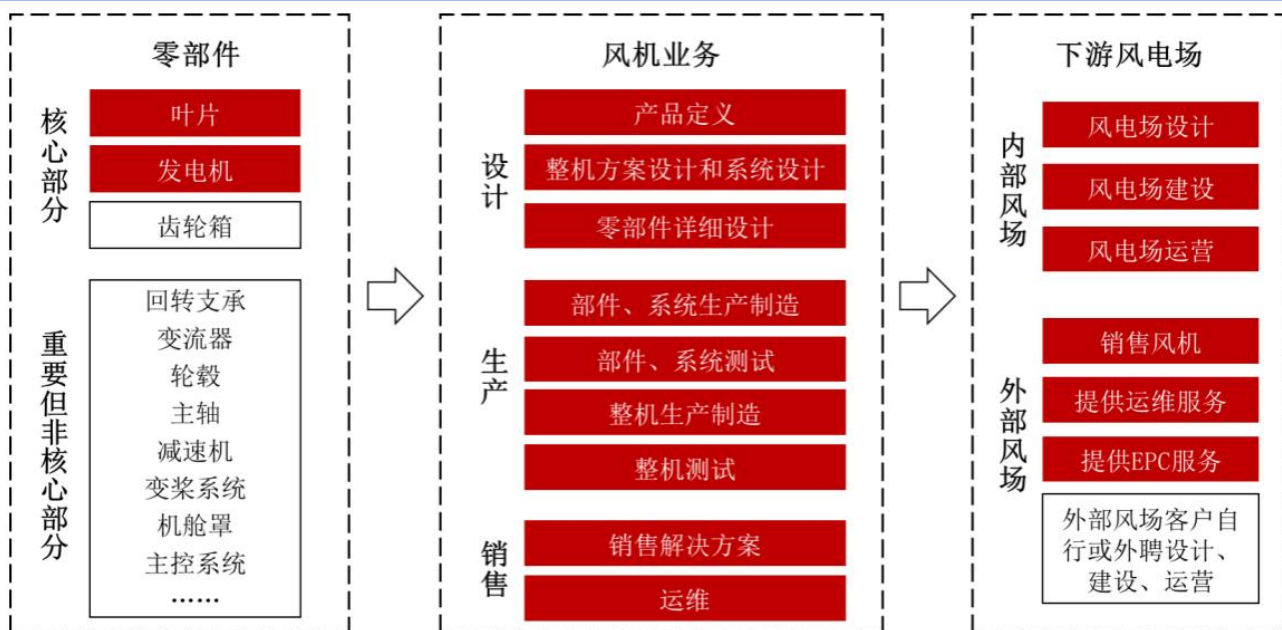 零部件
核心部分
叶片
发电机
齿轮箱
重要但非核心部分
回转支承
变流器
轮毂
主轴
减速机
变桨系统
机舱罩
主控系统
……
风机业务
设计
产品定义
整机方案设计和系统设计
零部件详细设计
生产
部件、系统生产制造
部件、系统测试
整机生产制造
整机测试
销售
销售解决方案
运维
下游风电场
内部风场
风电场设计
风电场建设
风电场运营
外部风场
销售风机
提供运维服务
提供EPC服务
外部风场客户自
行或外聘设计、
建设、运营